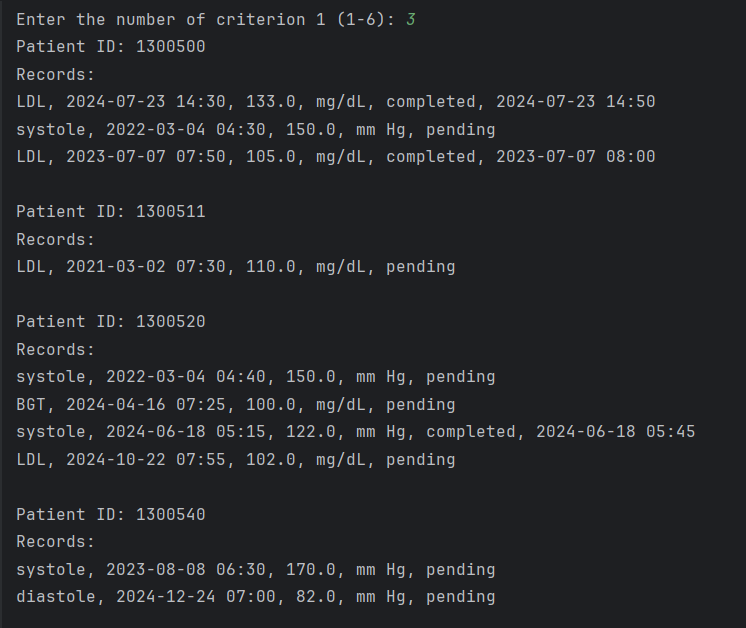 Enter the number of criterion 1 (1-6): 3
Patient ID: 1300500
Records:
LDL, 2024-07-23 14:30, 133.0, mg/dL, completed, 2024-07-23 14:50
systole, 2022-03-04 04:30, 150.0, mm Hg, pending
LDL, 2023-07-07 07:50, 105.0, mg/dL, completed, 2023-07-07 08:00
Patient ID: 1300511
Records:
LDL, 2021-03-02 07:30, 110.0, mg/dL, pending
Patient ID: 1300520
Records:
systole, 2022-03-04 04:40, 150.0, mm Hg, pending
BGT, 2024-04-16 07:25, 100.0, mg/dL, pending
systole, 2024-06-18 05:15, 122.0, mm Hg, completed, 2024-06-18 05:45
LDL, 2024-10-22 07:55, 102.0, mg/dL, pending
Patient ID: 1300540
Records:
systole, 2023-08-08 06:30, 170.0, mm Hg, pending
diastole, 2024-12-24 07:00, 82.0, mm Hg, pending